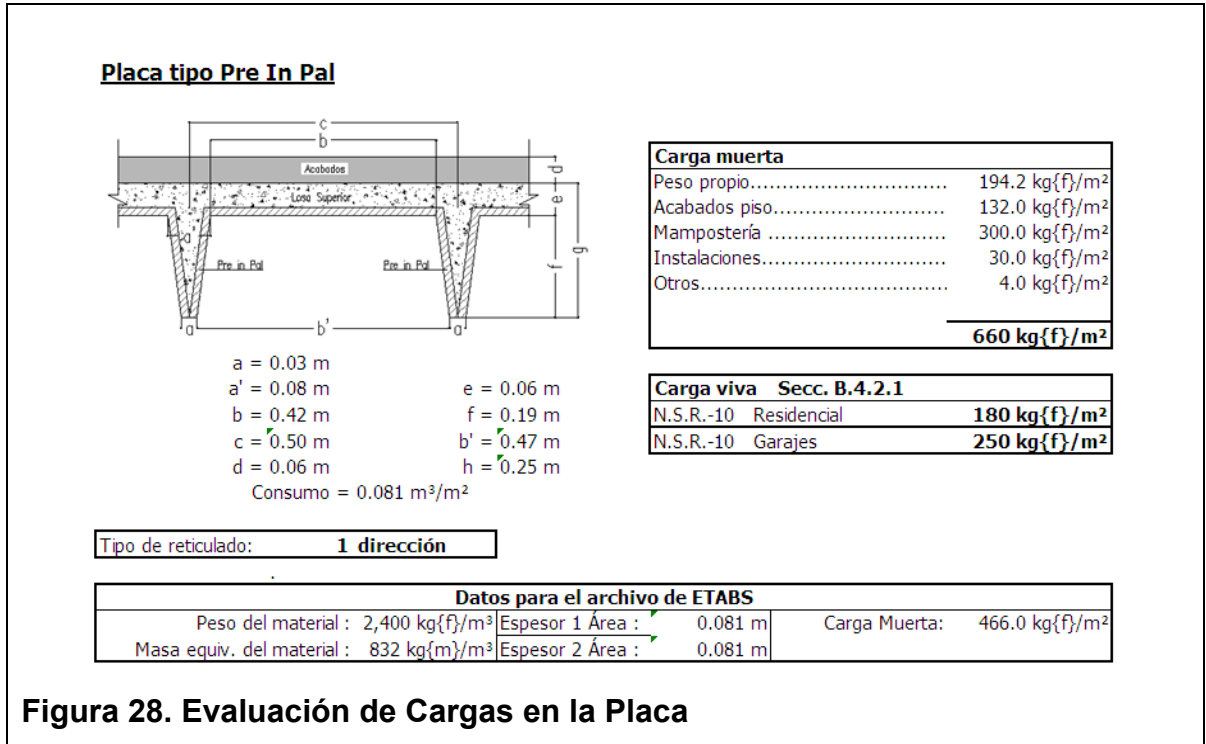 Placa tipo Pre In Pal
c
b
Acabados
d
Losa Superior
e
a'
Pre in Pal
Pre in Pal
f
g
a
b'
a
a = 0.03 m
a' = 0.08 m
e = 0.06 m
b = 0.42 m
f = 0.19 m
c = 0.50 m
b' = 0.47 m
d = 0.06 m
h = 0.25 m
Consumo = 0.081 m³/m²
Carga muerta
Peso propio.............................. 194.2 kg{f}/m²
Acabados piso.......................... 132.0 kg{f}/m²
Mampostería ........................... 300.0 kg{f}/m²
Instalaciones............................ 30.0 kg{f}/m²
Otros...................................... 4.0 kg{f}/m²
660 kg{f}/m²
Carga viva Secc. B.4.2.1
N.S.R.-10 Residencial 180 kg{f}/m²
N.S.R.-10 Garajes 250 kg{f}/m²
Tipo de reticulado: 1 dirección
.
Datos para el archivo de ETABS
Peso del material : 2,400 kg{f}/m³ Espesor 1 Área : 0.081 m Carga Muerta: 466.0 kg{f}/m²
Masa equiv. del material : 832 kg{m}/m³ Espesor 2 Área : 0.081 m
Figura 28. Evaluación de Cargas en la Placa